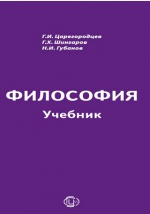 Г.И. Царегородцев
Г.Х. Шингаров
Н.И. Губанов
ФИЛОСОФИЯ
Учебник